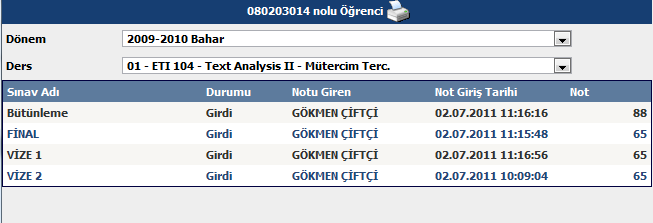 080203014 nolu Öğrenci
Dönem 2009-2010 Bahar
Ders 01 - ETI 104 - Text Analysis II - Mütercim Terc.
Sınav Adı Durumu Notu Giren Not Giriş Tarihi Not
Bütünleme Girdi GÖKMEN ÇİFTÇİ 02.07.2011 11:16:16 88
FİNAL Girdi GÖKMEN ÇİFTÇİ 02.07.2011 11:15:48 65
VİZE 1 Girdi GÖKMEN ÇİFTÇİ 02.07.2011 11:16:56 65
VİZE 2 Girdi GÖKMEN ÇİFTÇİ 02.07.2011 10:09:04 65